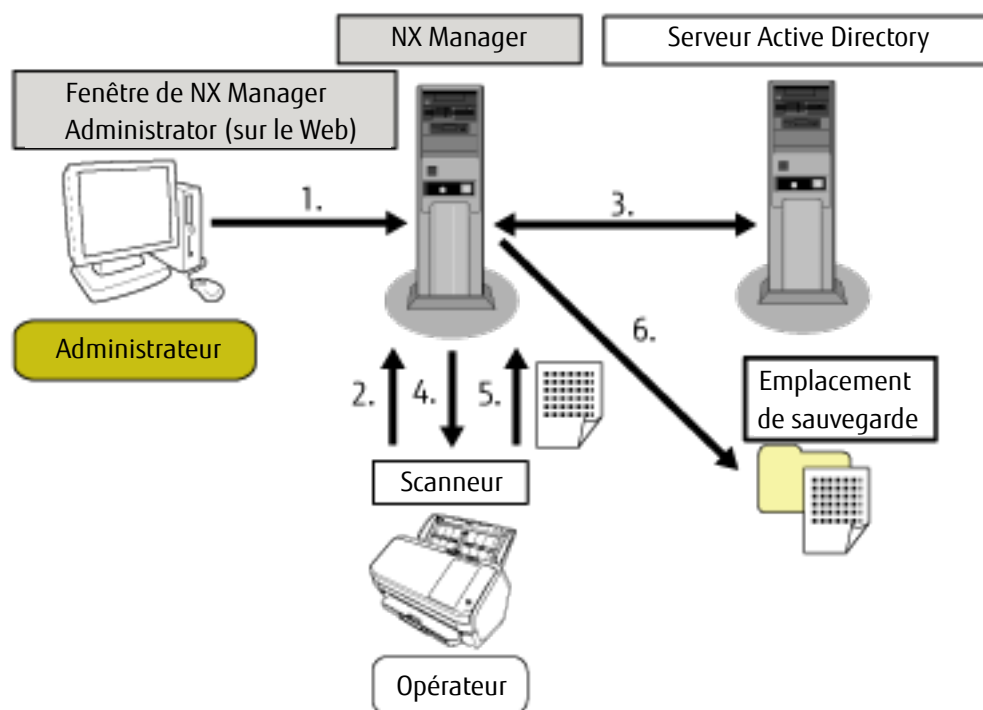 NX Manager
Serveur Active Directory
Fenêtre de NX Manager
Administrator (sur le Web)
1.
3.
Administrateur
6.
2.
4.
5.
Emplacement
de sauvegarde
Scanneur
Opérateur